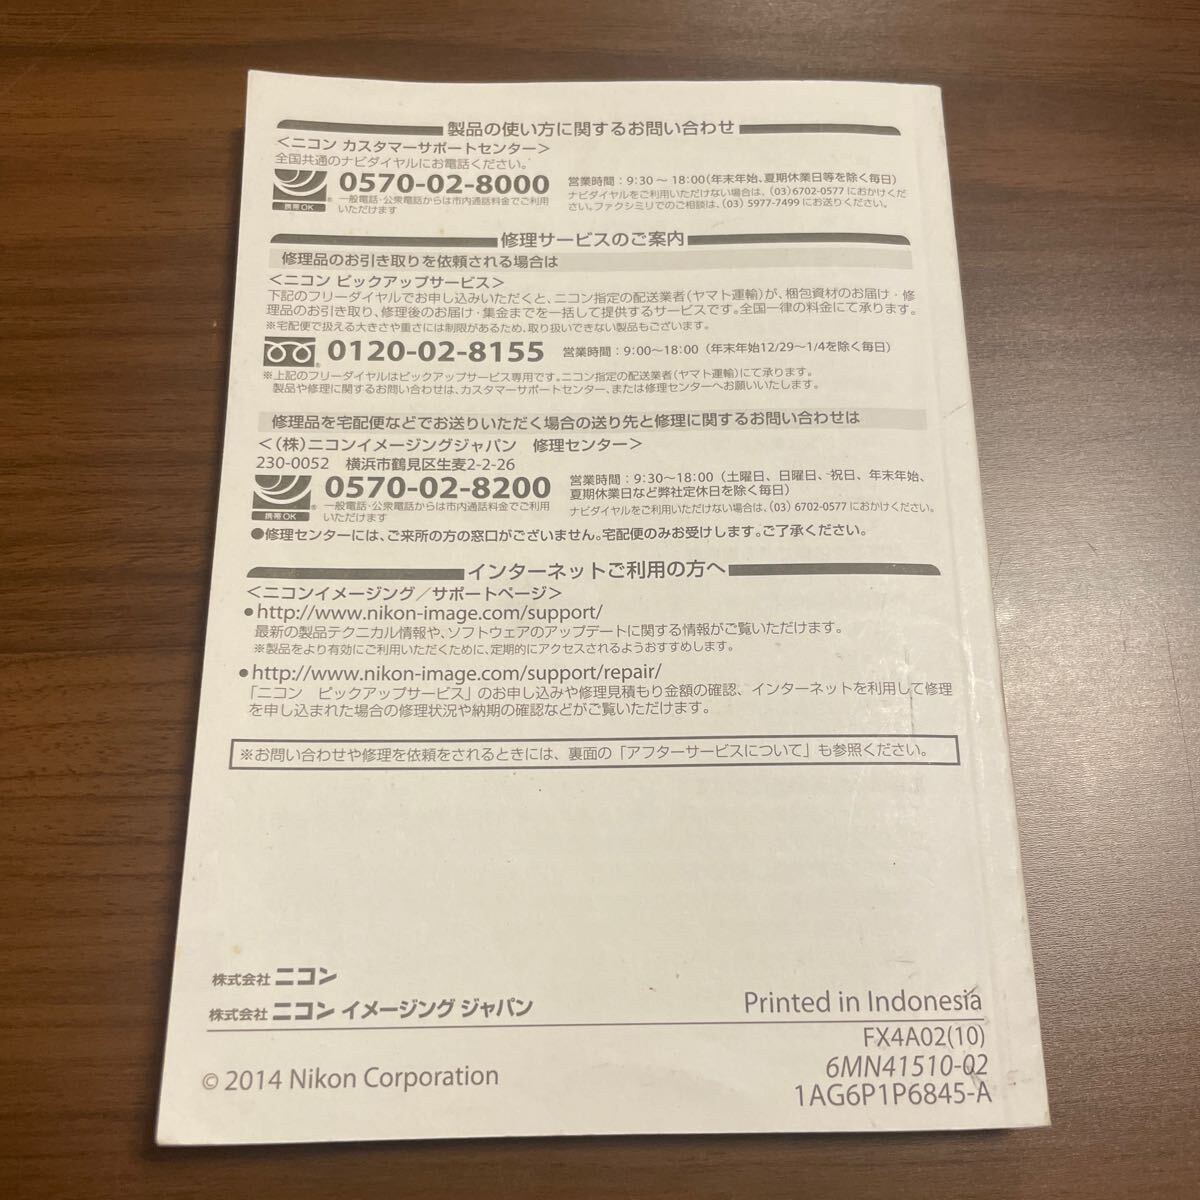 製品の使い方に関するお問い合わせ
＜ニコン カスタマーサポートセンター＞
全国共通のナビダイヤルにお電話ください。
携帯OK
0570-02-8000
一般電話・公衆電話からは市内通話料金でご利用
いただけます
営業時間：9:30～18:00(年末年始、夏期休業日等を除く毎日)
ナビダイヤルをご利用いただけない場合は、(03)6702-0577におかけくだ
さい。ファクシミリでのご相談は、(03)5977-7499にお送りください。
修理サービスのご案内
修理品のお引き取りを依頼される場合は
＜ニコン ピックアップサービス＞
下記のフリーダイヤルでお申し込みいただくと、ニコン指定の配送業者(ヤマト運輸)が、梱包資材のお届け・修
理品のお引き取り、修理後のお届け・集金までを一括して提供するサービスです。全国一律の料金にて承ります。
※宅配便で扱える大きさや重さには制限があるため、取り扱いできない製品もございます。
0120-02-8155
営業時間：9:00～18:00（年末年始12/29～1/4を除く毎日)
※上記のフリーダイヤルはピックアップサービス専用です。ニコン指定の配送業者(ヤマト運輸)にて承ります。
製品や修理に関するお問い合わせは、カスタマーサポートセンター、または修理センターへお願いいたします。
修理品を宅配便などでお送りいただく場合の送り先と修理に関するお問い合わせは
＜(株)ニコンイメージングジャパン　修理センター＞
230-0052　横浜市鶴見区生麦2-2-26
携帯OK
0570-02-8200
一般電話・公衆電話からは市内通話料金でご利用
いただけます
営業時間：9:30～18:00（土曜日、日曜日、祝日、年末年始、
夏期休業日など弊社定休日を除く毎日)
ナビダイヤルをご利用いただけない場合は、(03) 6702-0577におかけください。
●修理センターには、ご来所の方の窓口がございません。宅配便のみお受けします。ご了承ください。
インターネットご利用の方へ
＜ニコンイメージング／サポートページ＞
●http://www.nikon-image.com/support/
最新の製品テクニカル情報や、ソフトウェアのアップデートに関する情報がご覧いただけます。
※製品をより有効にご利用いただくために、定期的にアクセスされるようおすすめします。
●http://www.nikon-image.com/support/repair/
「ニコン　ピックアップサービス」のお申し込みや修理見積もり金額の確認、インターネットを利用して修理
を申し込まれた場合の修理状況や納期の確認などがご覧いただけます。
※お問い合わせや修理を依頼をされるときには、裏面の「アフターサービスについて」も参照ください。
株式会社 ニコン
株式会社 ニコン イメージング ジャパン
Printed in Indonesia
FX4A02(10)
6MN41510-02
© 2014 Nikon Corporation
1AG6P1P6845-A